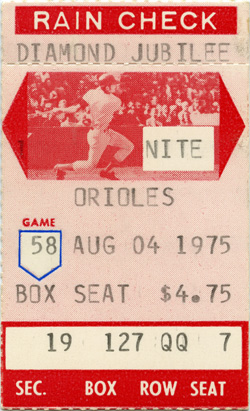 RAIN CHECK
DIAMOND JUBILEE
NITE
ORIOLES
GAME
58 AUG 04 1975
BOX SEAT $4.75
19 127 QQ 7
SEC. BOX ROW SEAT